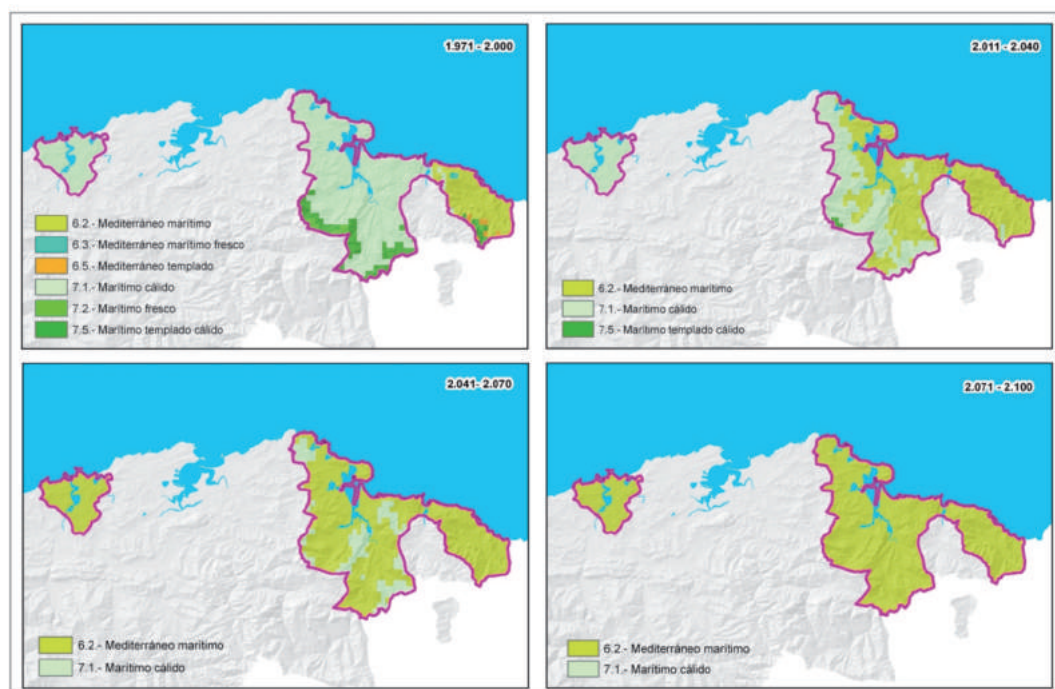 1.971 - 2.000
6.2.- Mediterráneo marítimo
6.3.- Mediterráneo marítimo fresco
6.5.- Mediterráneo templado
7.1.- Marítimo cálido
7.2.- Marítimo fresco
7.5.- Marítimo templado cálido
2.011 - 2.040
6.2.- Mediterráneo marítimo
7.1.- Marítimo cálido
7.5.- Marítimo templado cálido
2.041- 2.070
6.2.- Mediterráneo marítimo
7.1.- Marítimo cálido
2.071 - 2.100
6.2.- Mediterráneo marítimo
7.1.- Marítimo cálido